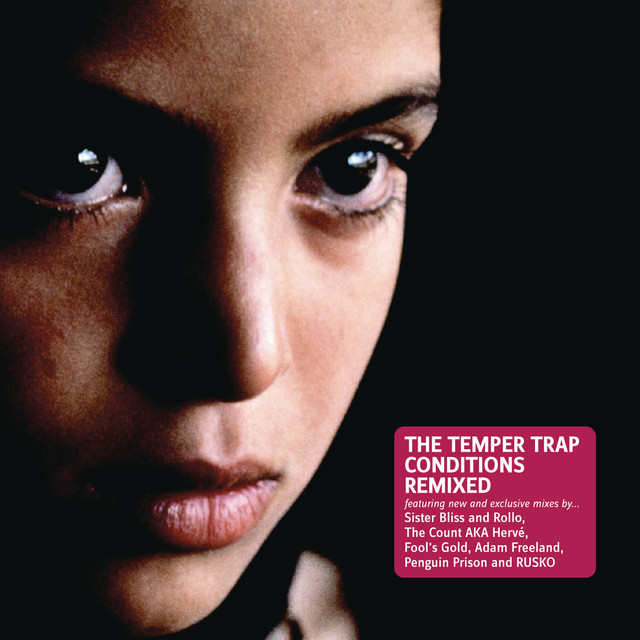 THE TEMPER TRAP
CONDITIONS
REMIXED
featuring new and exclusive mixes by...
Sister Bliss and Rollo,
The Count AKA Hervé,
Fool's Gold, Adam Freeland,
Penguin Prison and RUSKO